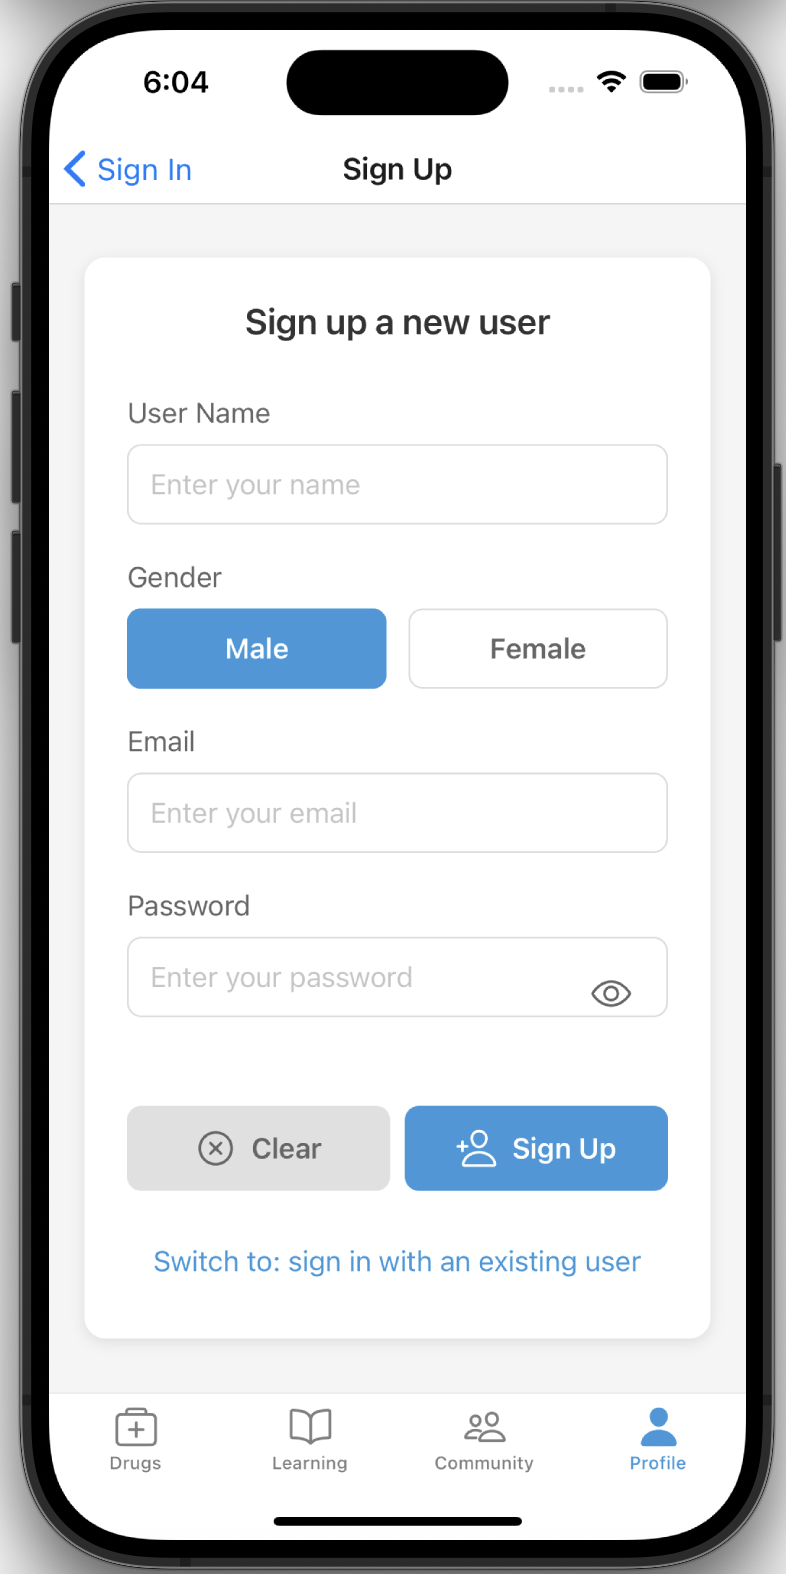 6:04
Sign In
Sign Up
Sign up a new user
User Name
Enter your name
Gender
Male
Female
Email
Enter your email
Password
Enter your password
Clear
Sign Up
Switch to: sign in with an existing user
Drugs
Learning
Community
Profile